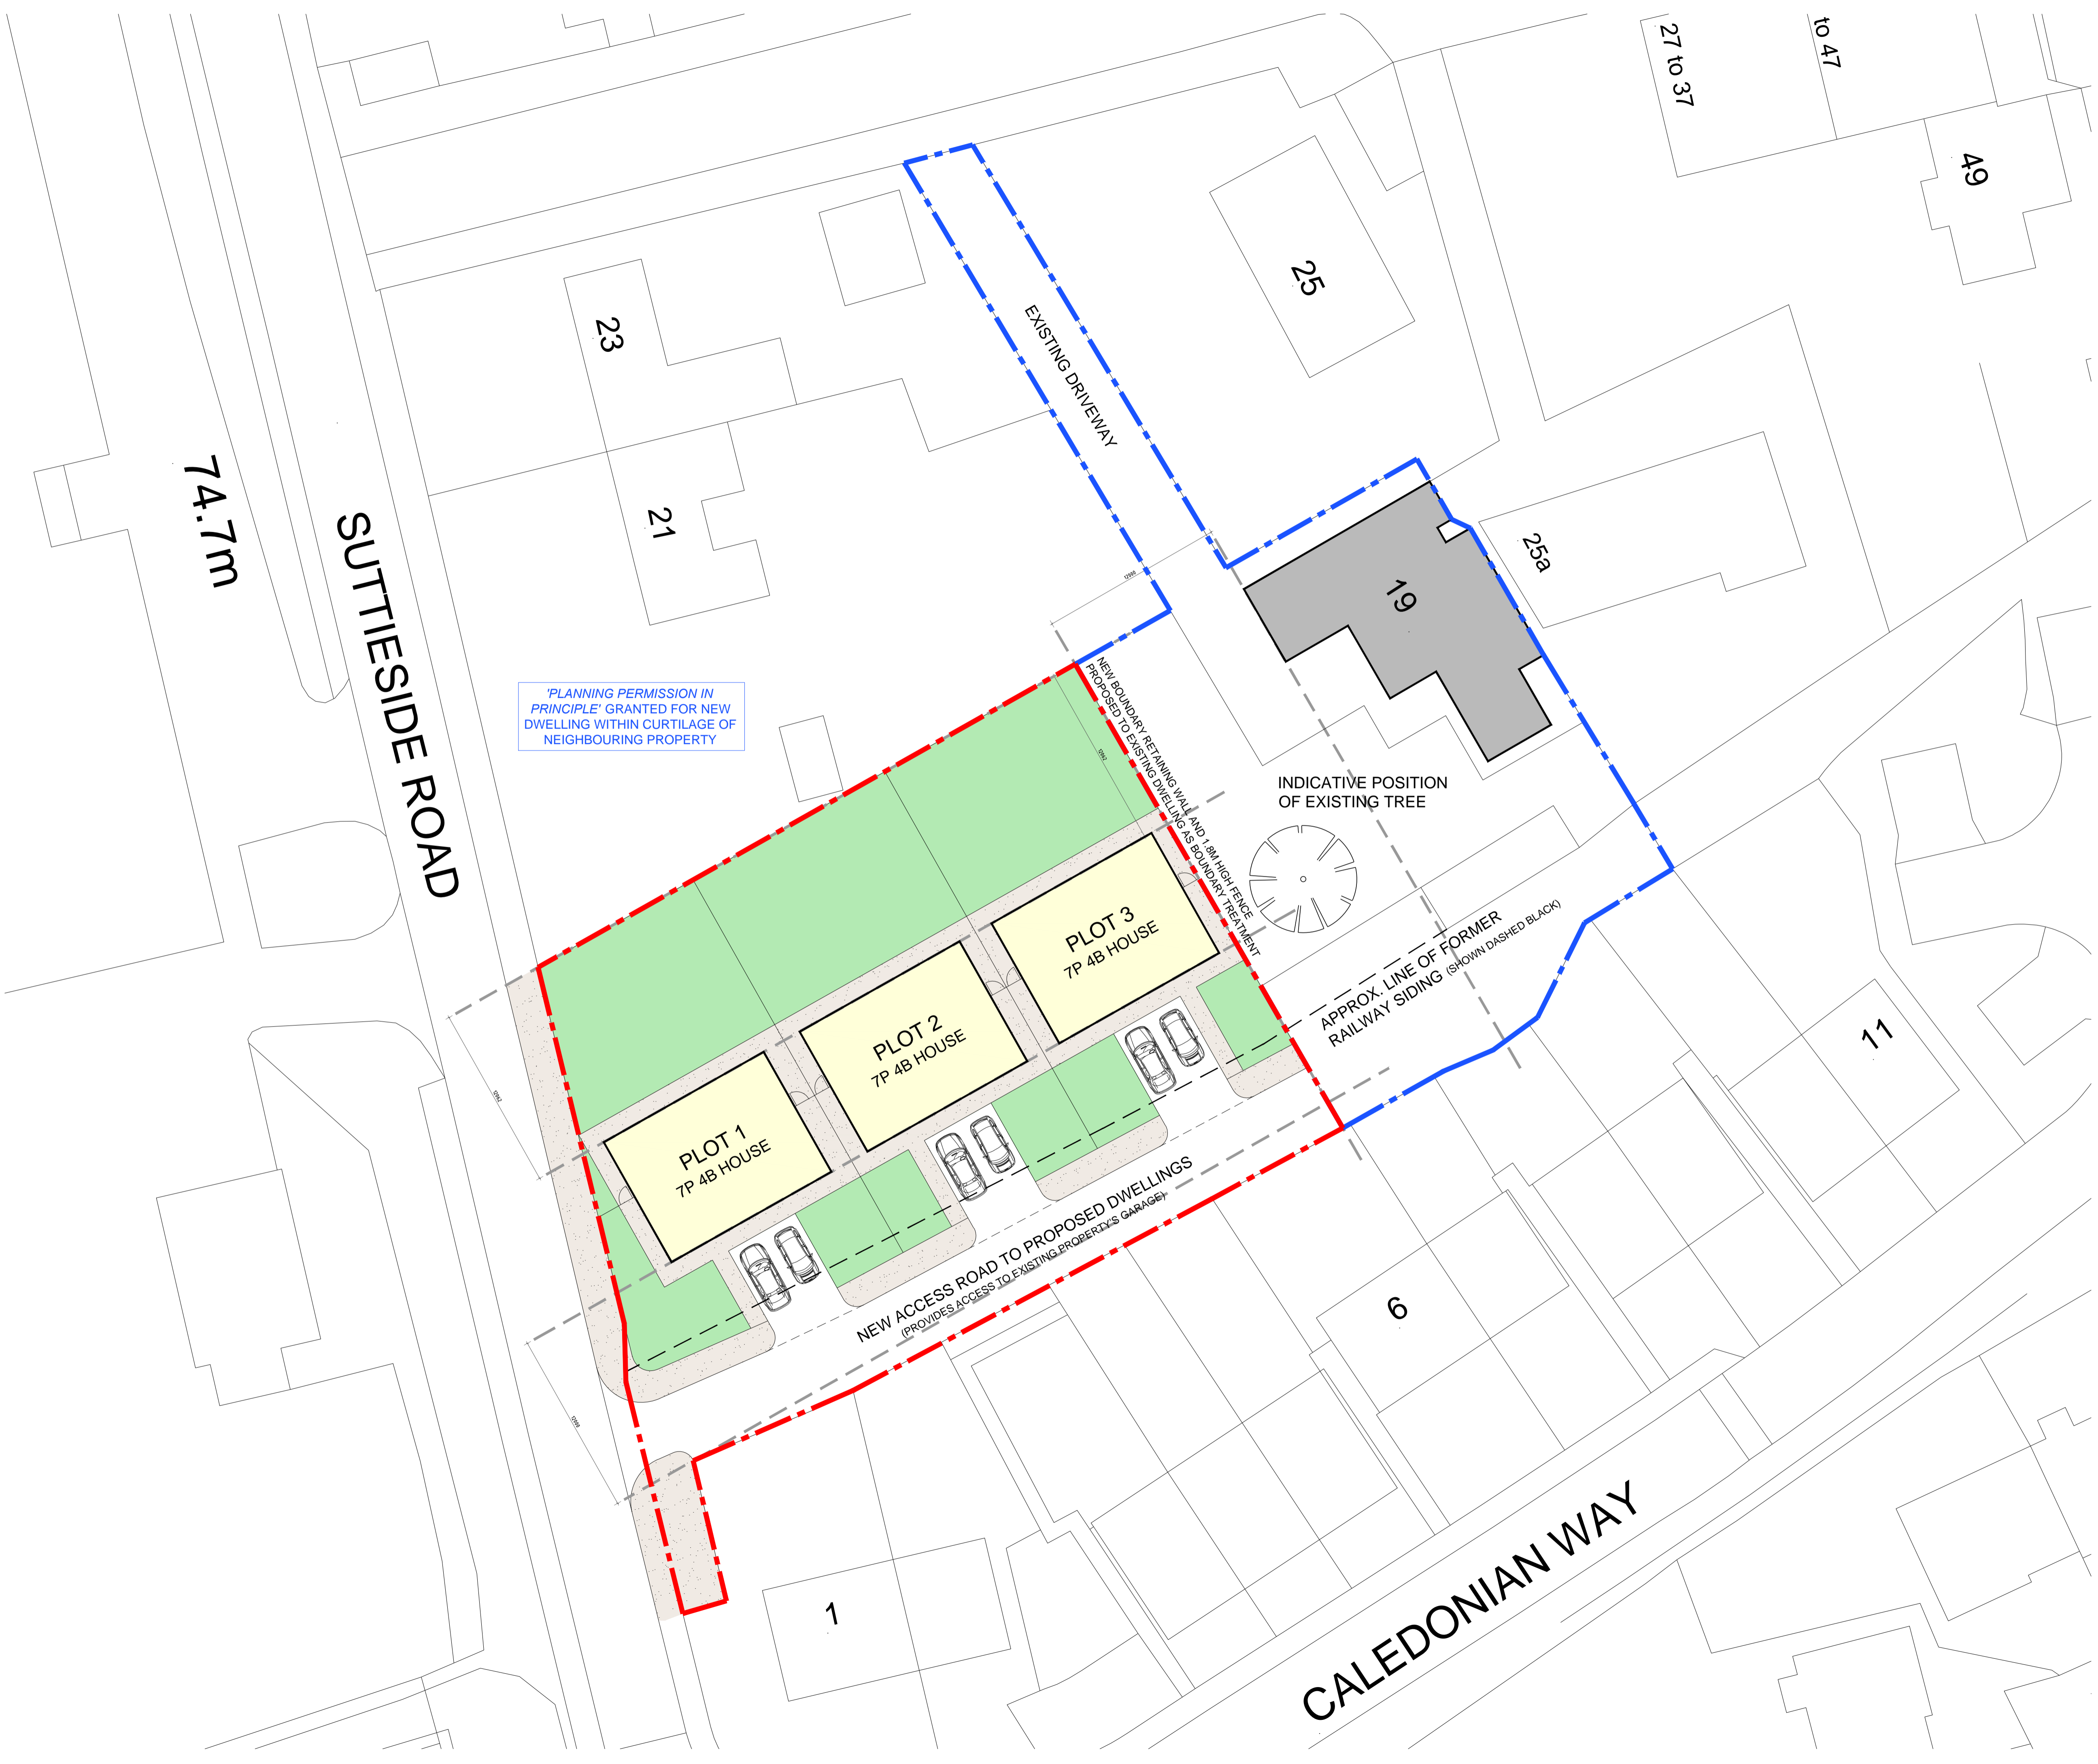 27 to 37
to 47
49
25
23
EXISTING DRIVEWAY
21
74.7m
SUTTIESIDE ROAD
25a
19
12988
'PLANNING PERMISSION IN
PRINCIPLE' GRANTED FOR NEW
DWELLING WITHIN CURTILAGE OF
NEIGHBOURING PROPERTY
NEW BOUNDARY RETAINING WALL AND 1.8M HIGH FENCE
PROPOSED TO EXISTING DWELLING AS BOUNDARY TREATMENT
INDICATIVE POSITION
OF EXISTING TREE
PLOT 3
7P 4B HOUSE
APPROX. LINE OF FORMER
RAILWAY SIDING (SHOWN DASHED BLACK)
PLOT 2
7P 4B HOUSE
11
PLOT 1
7P 4B HOUSE
NEW ACCESS ROAD TO PROPOSED DWELLINGS
(PROVIDES ACCESS TO EXISTING PROPERTY'S GARAGE)
6
1
CALEDONIAN WAY